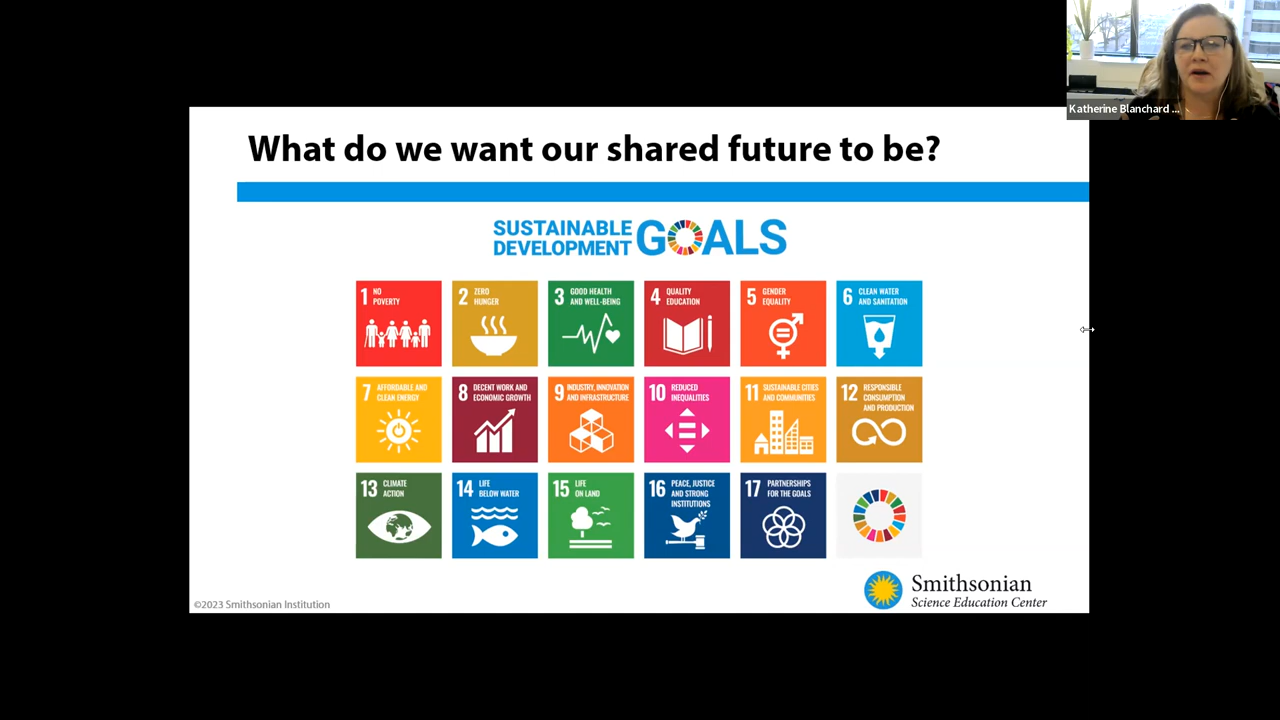 Katherine Blanchard ...
What do we want our shared future to be?
SUSTAINABLE
DEVELOPMENT
GOALS
1 NO
POVERTY
2 ZERO
HUNGER
3 GOOD HEALTH
AND WELL-BEING
4 QUALITY
EDUCATION
5 GENDER
EQUALITY
6 CLEAN WATER
AND SANITATION
7 AFFORDABLE AND
CLEAN ENERGY
8 DECENT WORK AND
ECONOMIC GROWTH
9 INDUSTRY, INNOVATION
AND INFRASTRUCTURE
10 REDUCED
INEQUALITIES
11 SUSTAINABLE CITIES
AND COMMUNITIES
12 RESPONSIBLE
CONSUMPTION
AND PRODUCTION
13 CLIMATE
ACTION
14 LIFE
BELOW WATER
15 LIFE
ON LAND
16 PEACE, JUSTICE
AND STRONG
INSTITUTIONS
17 PARTNERSHIPS
FOR THE GOALS
Smithsonian
Science Education Center
©2023 Smithsonian Institution